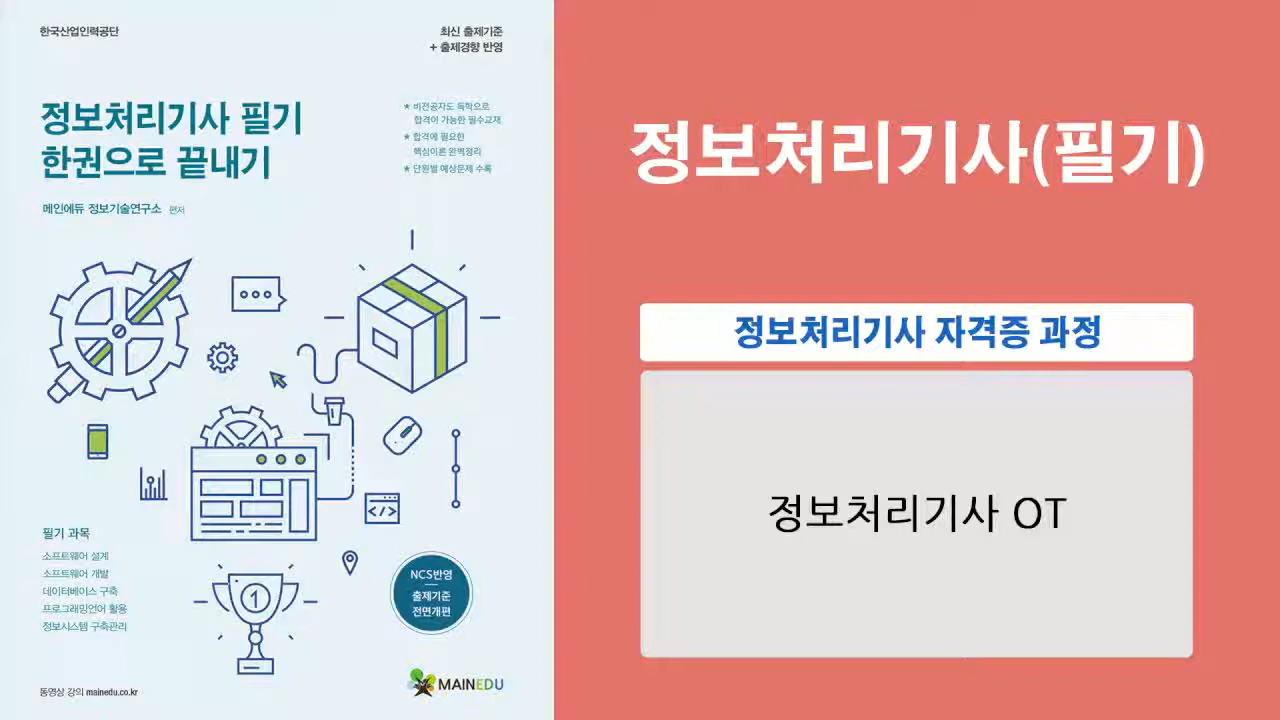 한국산업인력공단
최신 출제기준
+ 출제경향 반영
정보처리기사 필기
한권으로 끝내기
★ 비전공자도 독학으로
합격이 가능한 필수교재
★ 합격에 필요한
핵심이론 완벽정리
★ 단원별 예상문제 수록
메인에듀 정보기술연구소 편저
필기 과목
소프트웨어 설계
소프트웨어 개발
데이터베이스 구축
프로그래밍언어 활용
정보시스템 구축관리
1
</>
NCS반영
출제기준
전면개편
동영상 강의 mainedu.co.kr
MAINEDU
정보처리기사(필기)
정보처리기사 자격증 과정
정보처리기사 OT